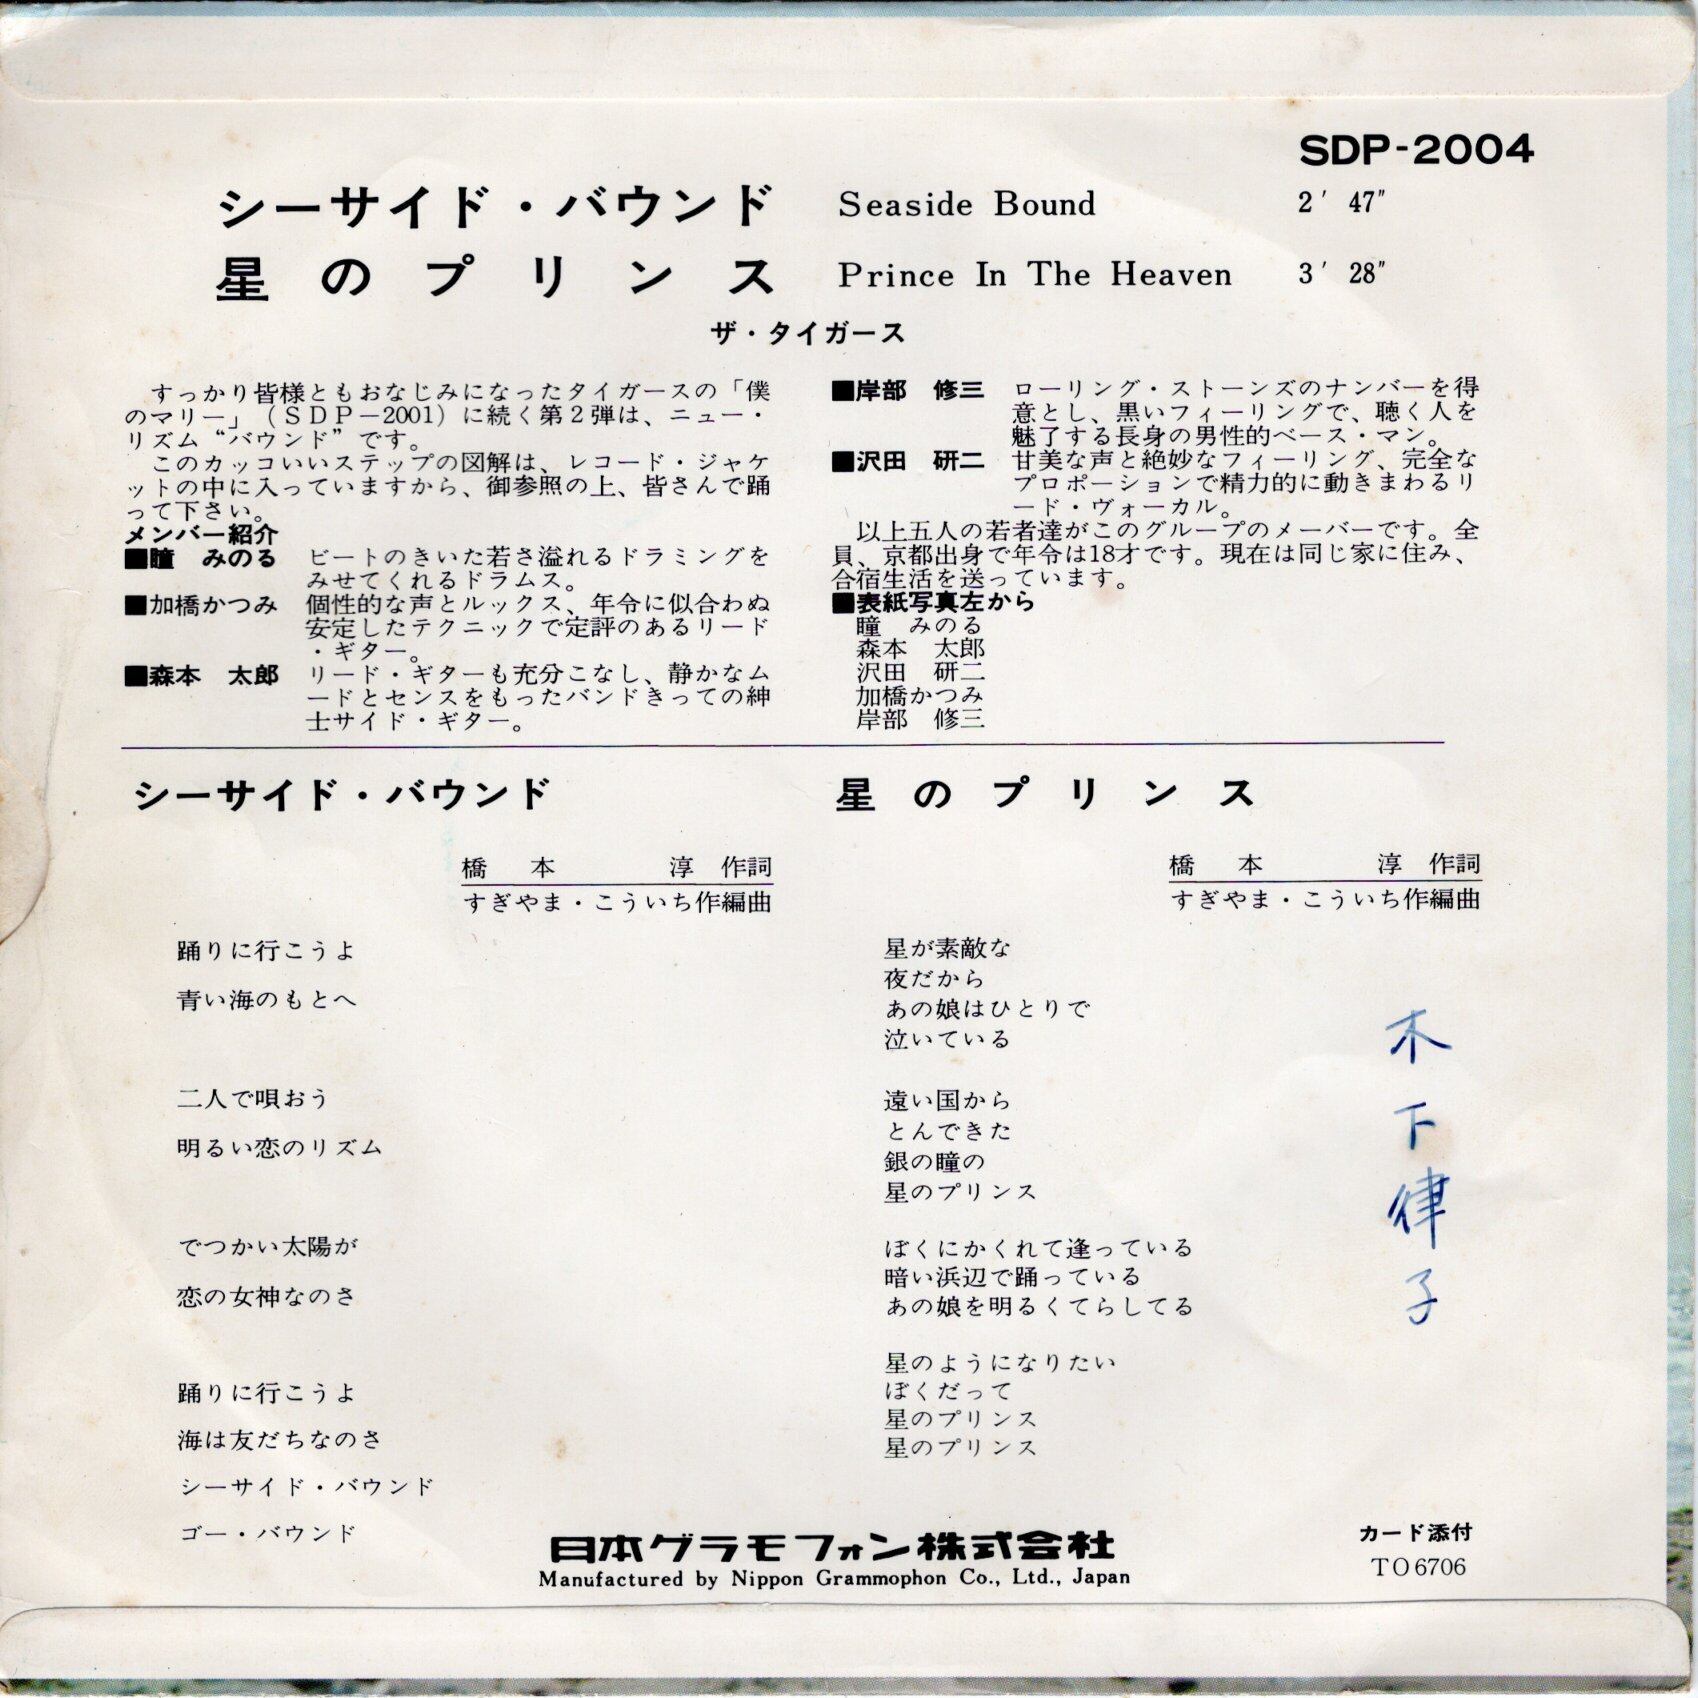 SDP-2004
シーサイド・バウンド Seaside Bound 2′ 47″
星のプリンス Prince In The Heaven 3′ 28″
ザ・タイガース
すっかり皆様ともおなじみになったタイガースの「僕
のマリー」（SDP－2001）に続く第2弾は、ニュー・
リズム“バウンド”です。
このカッコいいステップの図解は、レコード・ジャケ
ットの中に入っていますから、御参照の上、皆さんで踊
って下さい。
メンバー紹介
■瞳　みのる　ビートのきいた若さ溢れるドラミングを
みせてくれるドラムス。
■加橋かつみ　個性的な声とルックス、年令に似合わぬ
安定したテクニックで定評のあるリード
・ギター。
■森本　太郎　リード・ギターも充分こなし、静かなム
ードとセンスをもったバンドきっての紳
士サイド・ギター。
■岸部　修三　ローリング・ストーンズのナンバーを得
意とし、黒いフィーリングで、聴く人を
魅了する長身の男性的ベース・マン。
■沢田　研二　甘美な声と絶妙なフィーリング、完全な
プロポーションで精力的に動きまわるリ
ード・ヴォーカル。
以上五人の若者達がこのグループのメーバーです。全
員、京都出身で年令は18才です。現在は同じ家に住み、
合宿生活を送っています。
■表紙写真左から
瞳　みのる
森本　太郎
沢田　研二
加橋かつみ
岸部　修三
シーサイド・バウンド
橋本　淳　作詞
すぎやま・こういち作編曲
踊りに行こうよ
青い海のもとへ
二人で唄おう
明るい恋のリズム
でつかい太陽が
恋の女神なのさ
踊りに行こうよ
海は友だちなのさ
シーサイド・バウンド
ゴー・バウンド
星のプリンス
橋本　淳　作詞
すぎやま・こういち作編曲
星が素敵な
夜だから
あの娘はひとりで
泣いている
遠い国から
とんできた
銀の瞳の
星のプリンス
ぼくにかくれて逢っている
暗い浜辺で踊っている
あの娘を明るくてらしてる
星のようになりたい
ぼくだって
星のプリンス
星のプリンス
木下律子
日本グラモフォン株式会社
Manufactured by Nippon Grammophon Co., Ltd., Japan
カード添付
TO6706